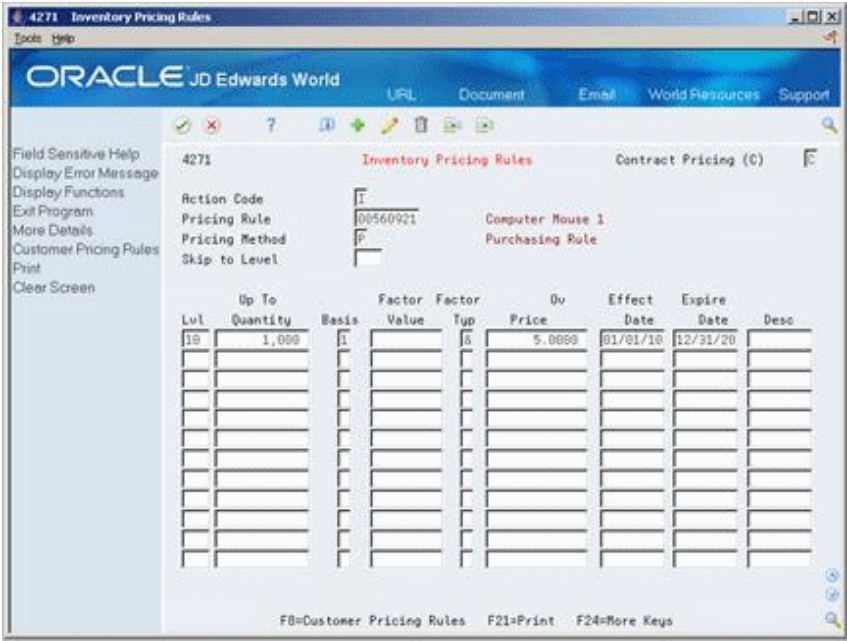 4271 Inventory Pricing Rules
Tools Help
ORACLE JD Edwards World
URL Document Email World Resources Support
4271 Inventory Pricing Rules Contract Pricing (C) C
Field Sensitive Help
Display Error Message
Display Functions
Exit Program
More Details
Customer Pricing Rules
Print
Clear Screen
Action Code I
Pricing Rule 00560921 Computer Mouse 1
Pricing Method P Purchasing Rule
Skip to Level
Up To Factor Factor Ov Effect Expire
Lvl Quantity Basis Value Typ Price Date Date Desc
10 1,000 1 & 5.0000 01/01/10 12/31/20
F8=Customer Pricing Rules F21=Print F24=More Keys